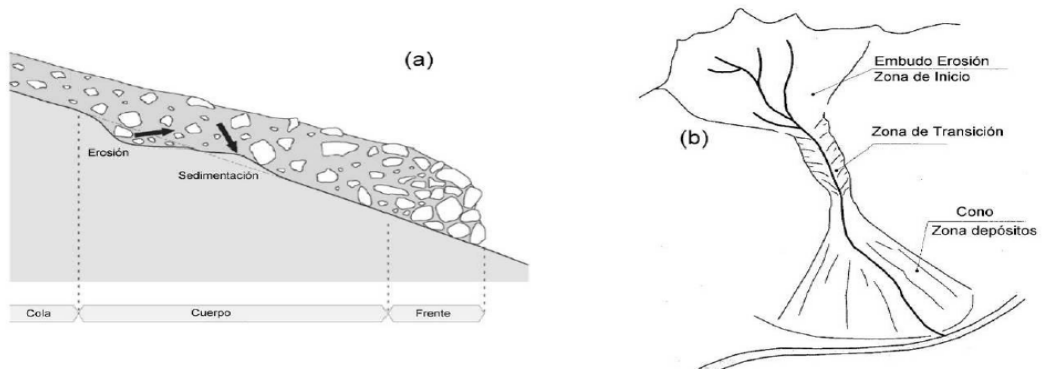 (a)
Erosión
Sedimentación
Cola
Cuerpo
Frente
(b)
Embudo Erosión
Zona de Inicio
Zona de Transición
Cono
Zona depósitos